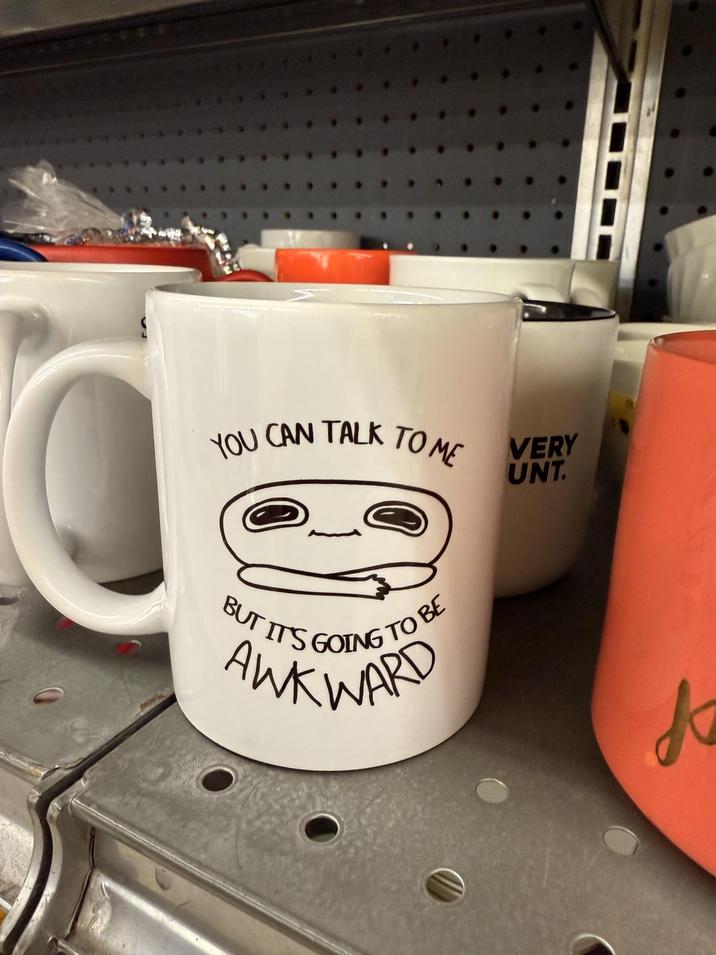 YOU CAN TALK TO ME
BUT IT'S GOING TO BE
AWKWARD
VERY
UNT.